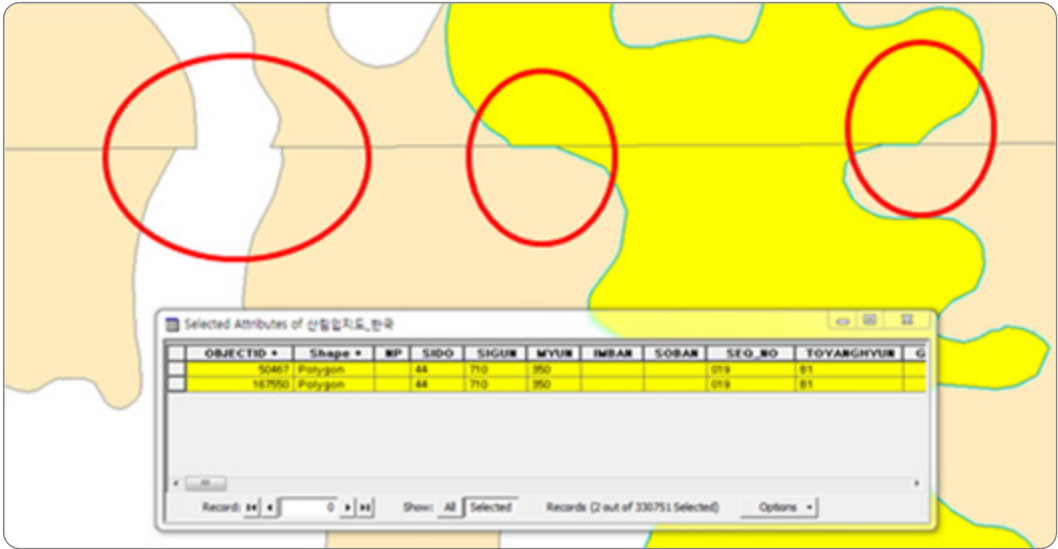 Selected Attributes of 산림입지도_한국
OBJECTID * Shape * NP SIDO SIGUN MYUN IMBAN SOBAN SEQ_NO TOYANGHYUN G
50467 Polygon 44 710 350 019 B1
167550 Polygon 44 710 350 019 B1
Record: 0 Show: All Selected Records (2 out of 330751 Selected) Options